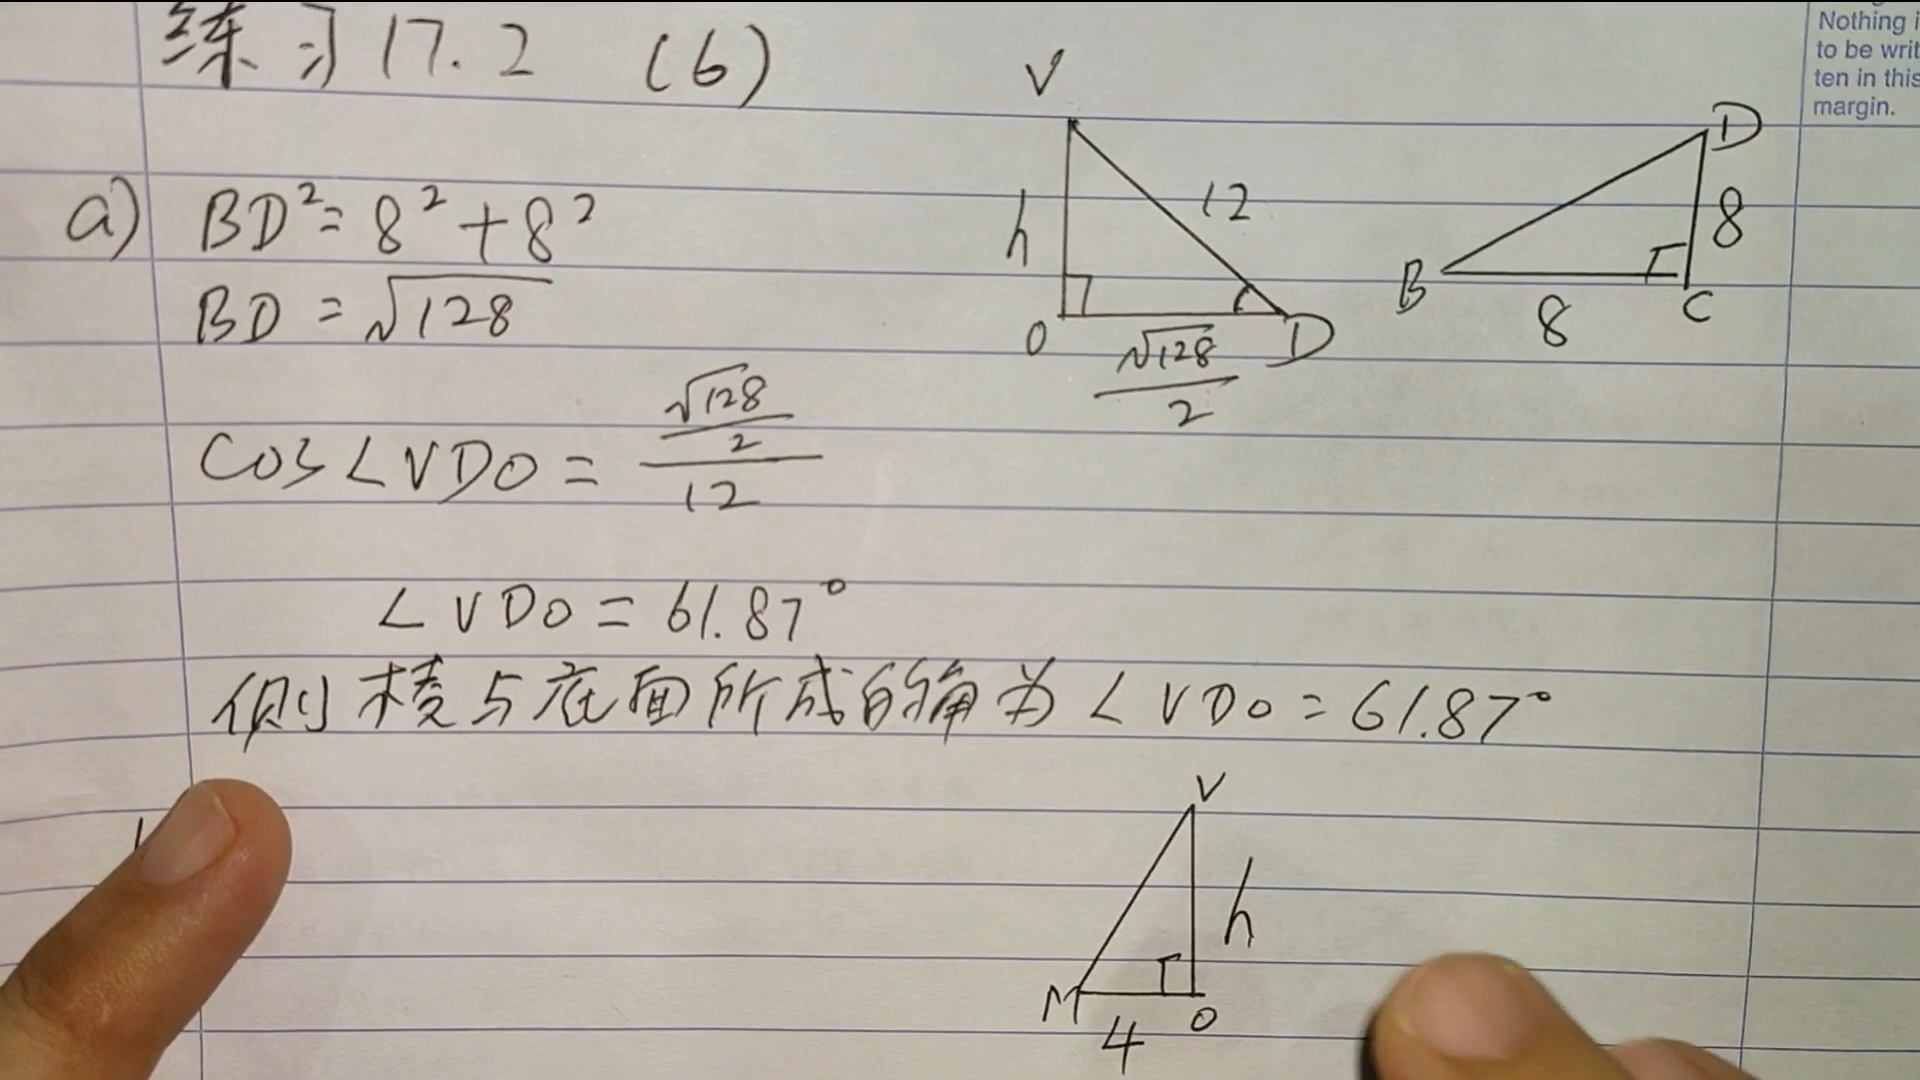 练习 17.2 (6)
Nothing i
to be writ
ten in this
margin.
V
12
h
O
√128/2
D
D
8
B
8
C
a) BD² = 8² + 8²
BD = √128
cos∠VDO = (√128/2)/12
∠VDO = 61.87°
侧棱与底面所成的角为∠VDO = 61.87°
V
h
M
4
O